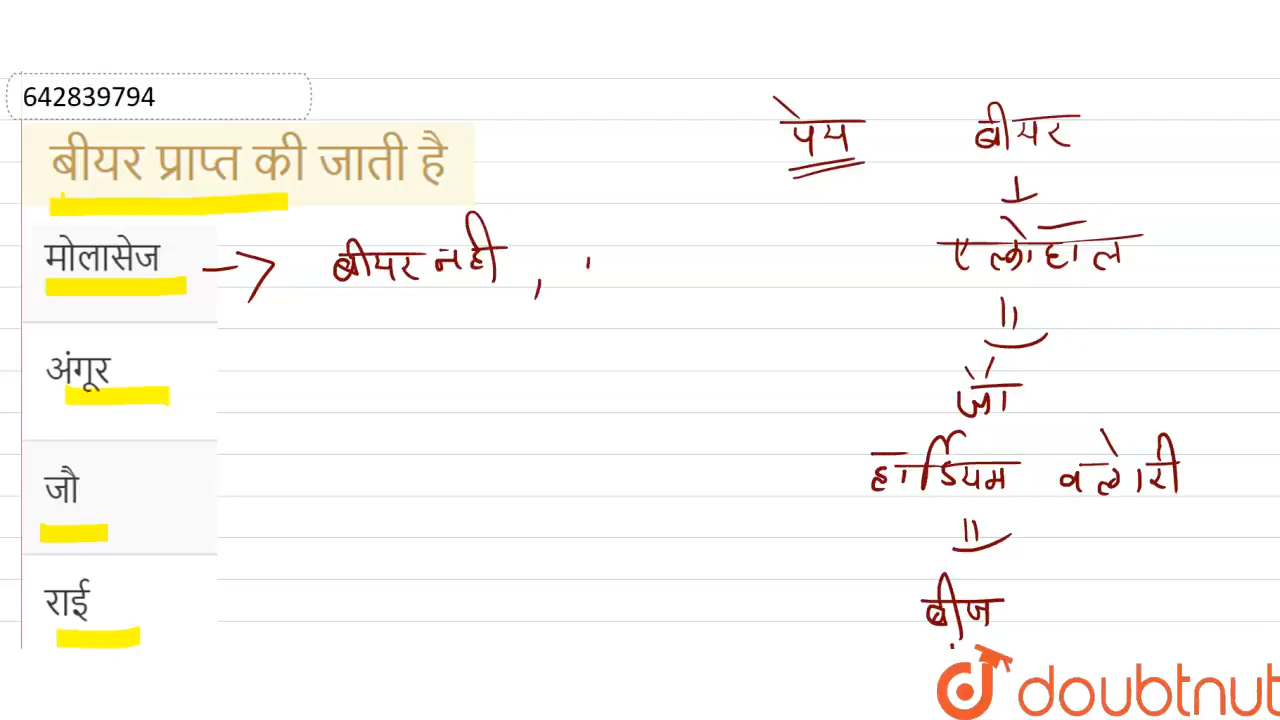 642839794
बीयर प्राप्त की जाती है
मोलासेज
अंगूर
जौ
राई
बीयर नही ,
पेय
बीयर
एल्कोहॉल
जौ
हॉर्डियम वल्गेरी
बीज
doubtnut